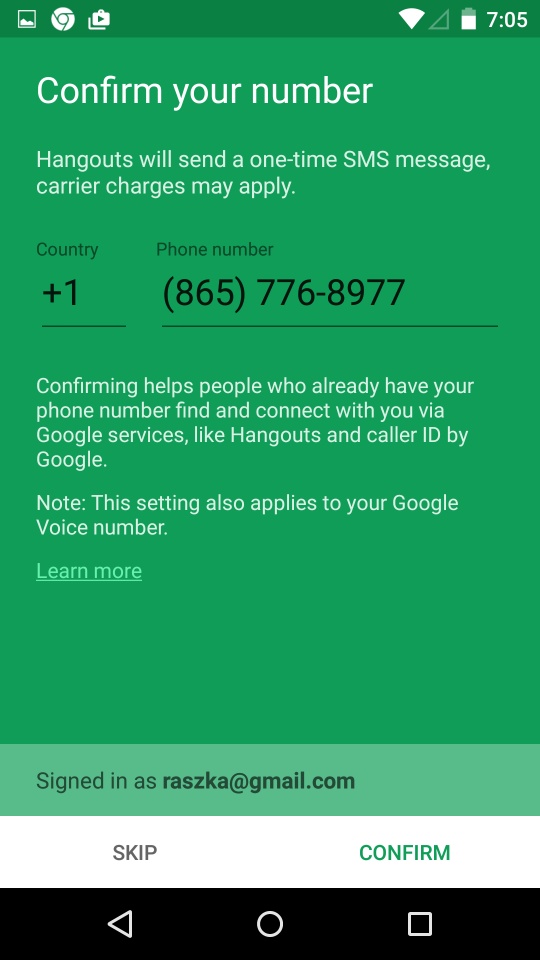 7:05
Confirm your number
Hangouts will send a one-time SMS message,
carrier charges may apply.
Country Phone number
+1 (865) 776-8977
Confirming helps people who already have your
phone number find and connect with you via
Google services, like Hangouts and caller ID by
Google.
Note: This setting also applies to your Google
Voice number.
Learn more
Signed in as raszka@gmail.com
SKIP CONFIRM